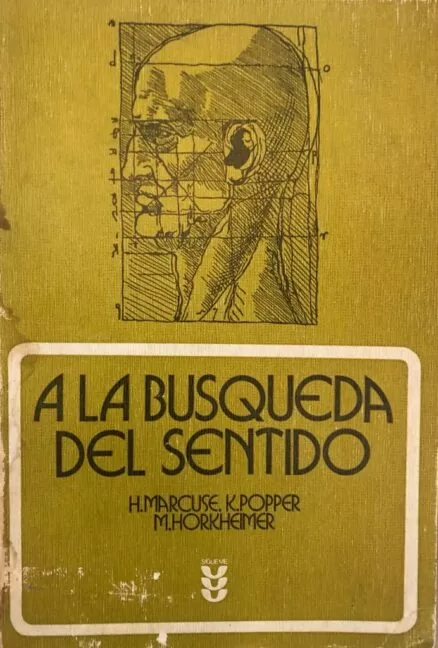 A LA BUSQUEDA
DEL SENTIDO
H.MARCUSE, K.POPPER
M.HORKHEIMER
SIGUEME